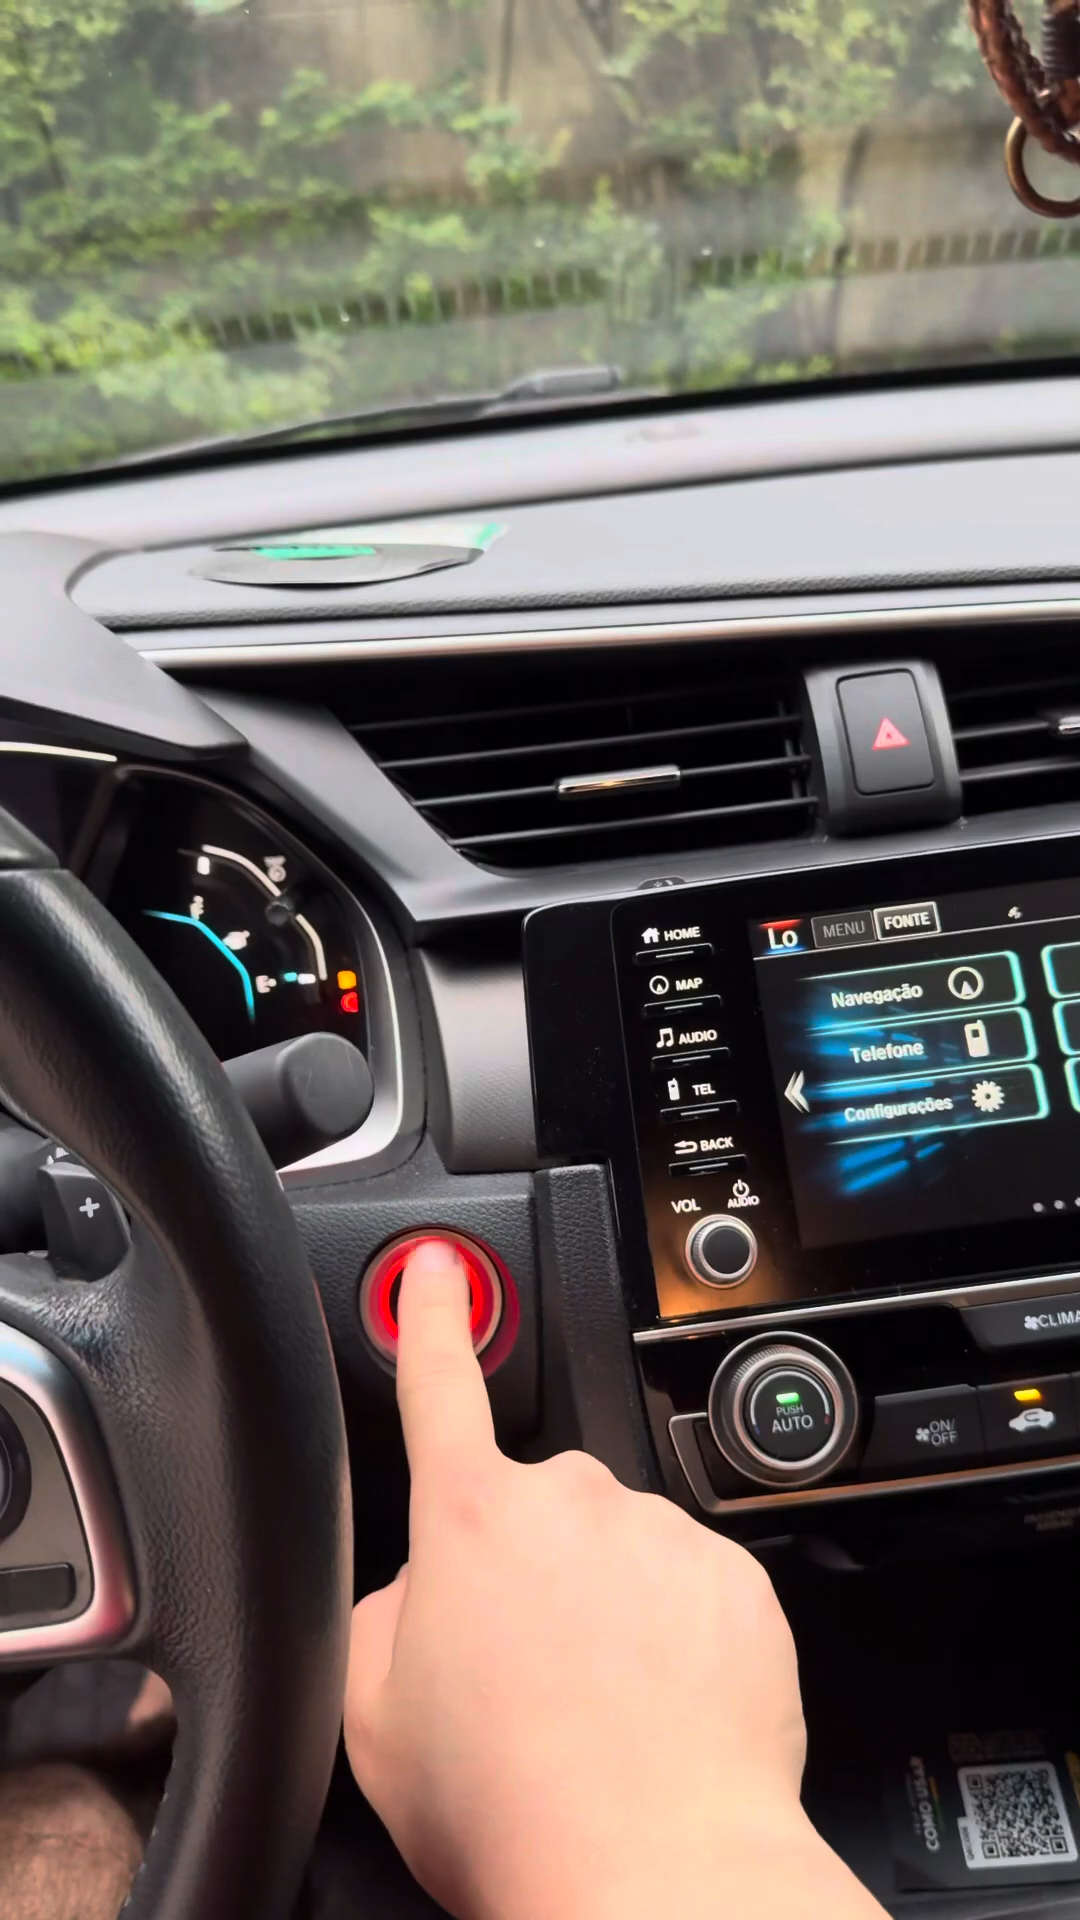 HOME
MAP
AUDIO
TEL
BACK
VOL
AUDIO
Lo
MENU
FONTE
Navegação
Telefone
Configurações
E
+
CLIMA
PUSH
AUTO
ON/
OFF
COMO USAR